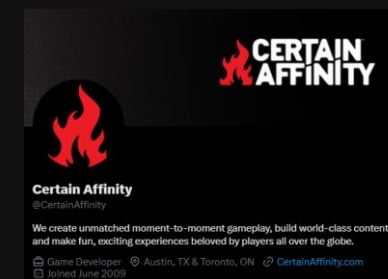 CERTAIN
AFFINITY
Certain Affinity
@CertainAffinity
We create unmatched moment-to-moment gameplay, build world-class content
and make fun, exciting experiences beloved by players all over the globe.
Game Developer Austin, TX & Toronto, ON CertainAffinity.com
Joined June 2009